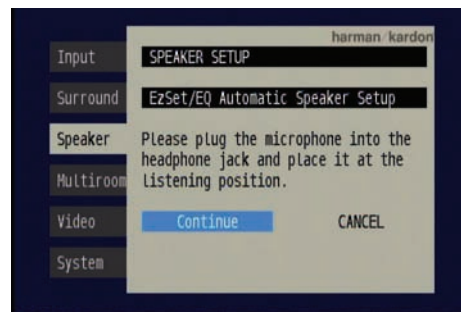 harman/kardon
Input
Surround
Speaker
Multiroom
Video
System
SPEAKER SETUP
EzSet/EQ Automatic Speaker Setup
Please plug the microphone into the
headphone jack and place it at the
listening position.
Continue CANCEL